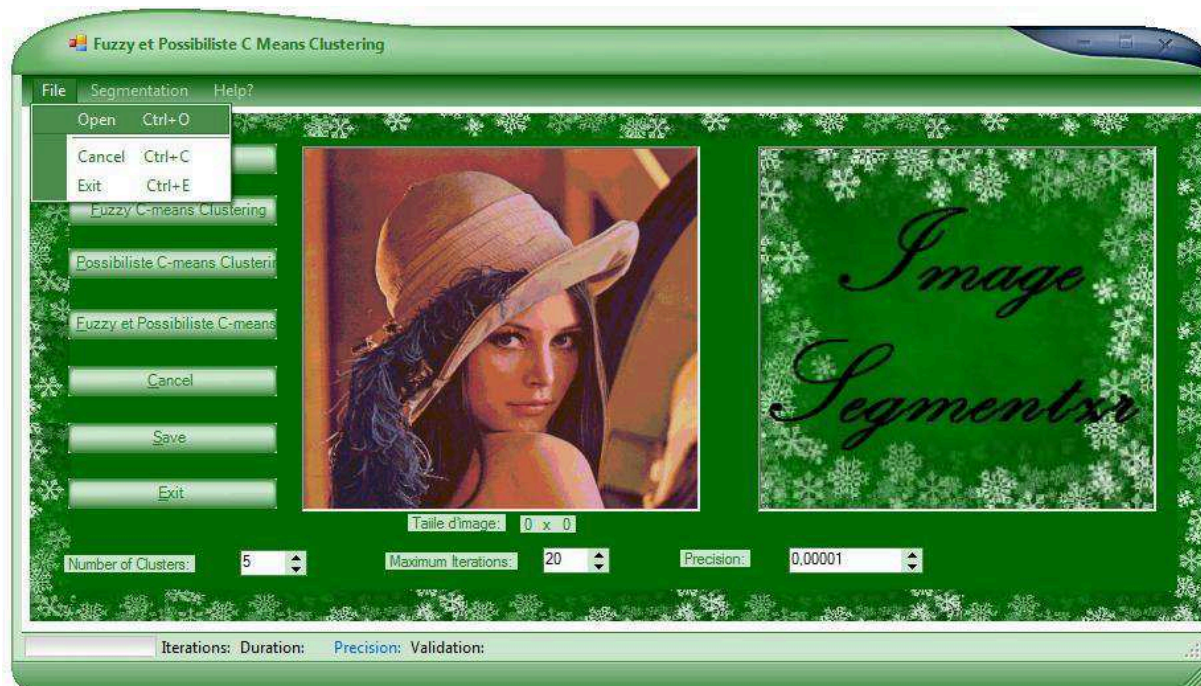 Fuzzy et Possibiliste C Means Clustering
File Segmentation Help?
Open Ctrl+O
Cancel Ctrl+C
Exit Ctrl+E
Fuzzy C-means Clustering
Possibiliste C-means Clusterin
Fuzzy et Possibiliste C-means
Cancel
Save
Exit
Image
Segmentxr
Taiile d'image: 0 x 0
Number of Clusters: 5 Maximum Iterations: 20 Precision: 0,00001
Iterations: Duration: Precision: Validation: